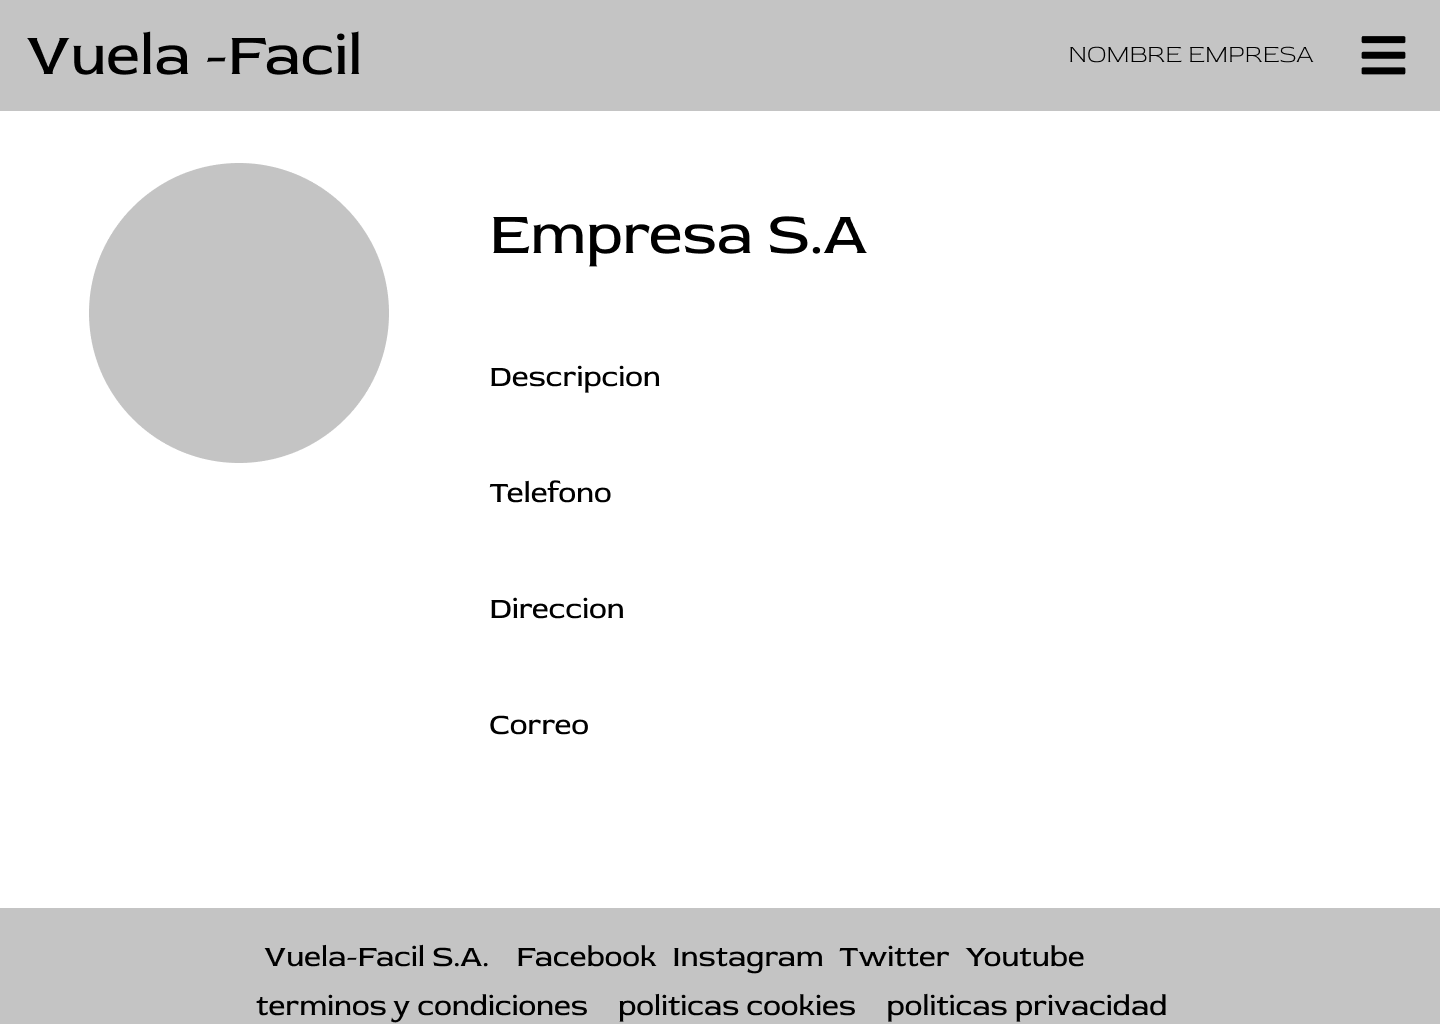 Vuela -Facil
NOMBRE EMPRESA
Empresa S.A
Descripcion
Telefono
Direccion
Correo
Vuela-Facil S.A. Facebook Instagram Twitter Youtube
terminos y condiciones politicas cookies politicas privacidad